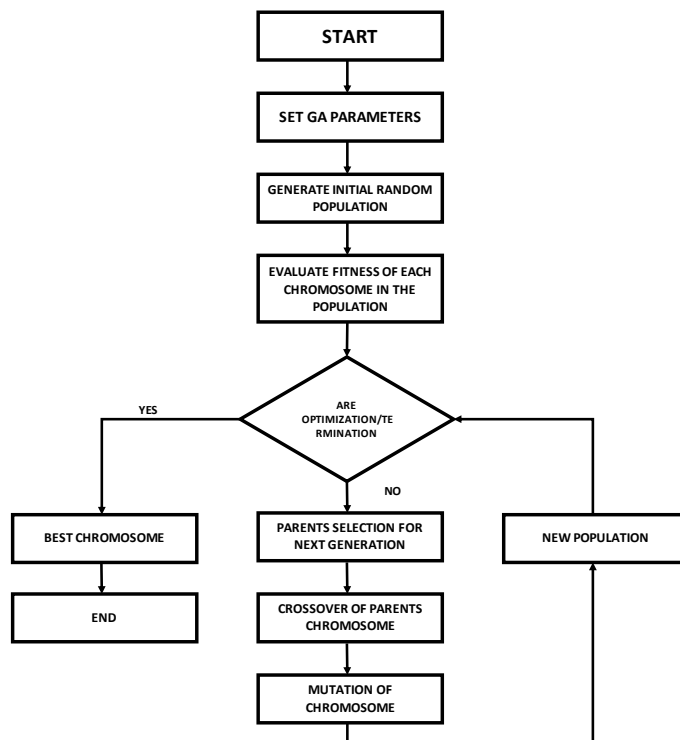 START
SET GA PARAMETERS
GENERATE INITIAL RANDOM
POPULATION
EVALUATE FITNESS OF EACH
CHROMOSOME IN THE
POPULATION
ARE
OPTIMIZATION/TE
RMINATION
YES
NO
BEST CHROMOSOME
PARENTS SELECTION FOR
NEXT GENERATION
NEW POPULATION
END
CROSSOVER OF PARENTS
CHROMOSOME
MUTATION OF
CHROMOSOME